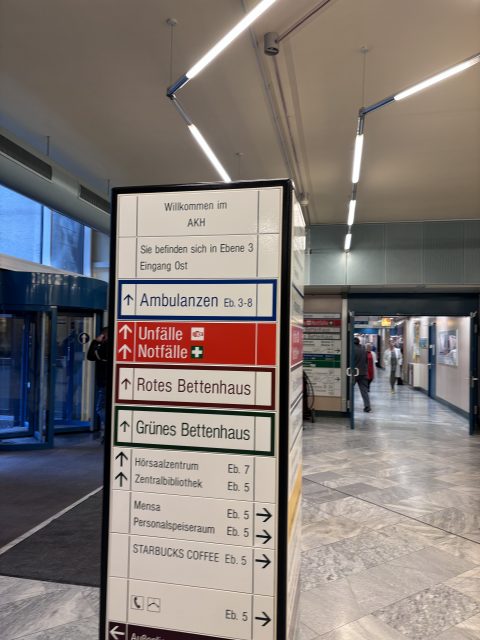 Willkommen im
AKH
Sie befinden sich in Ebene 3
Eingang Ost
Ambulanzen Eb. 3-8
Unfälle
Notfälle
Rotes Bettenhaus
Grünes Bettenhaus
Hörsaalzentrum Eb. 7
Zentralbibliothek Eb. 5
Mensa Eb. 5
Personalspeiseraum Eb. 5
STARBUCKS COFFEE Eb. 5
Eb. 5